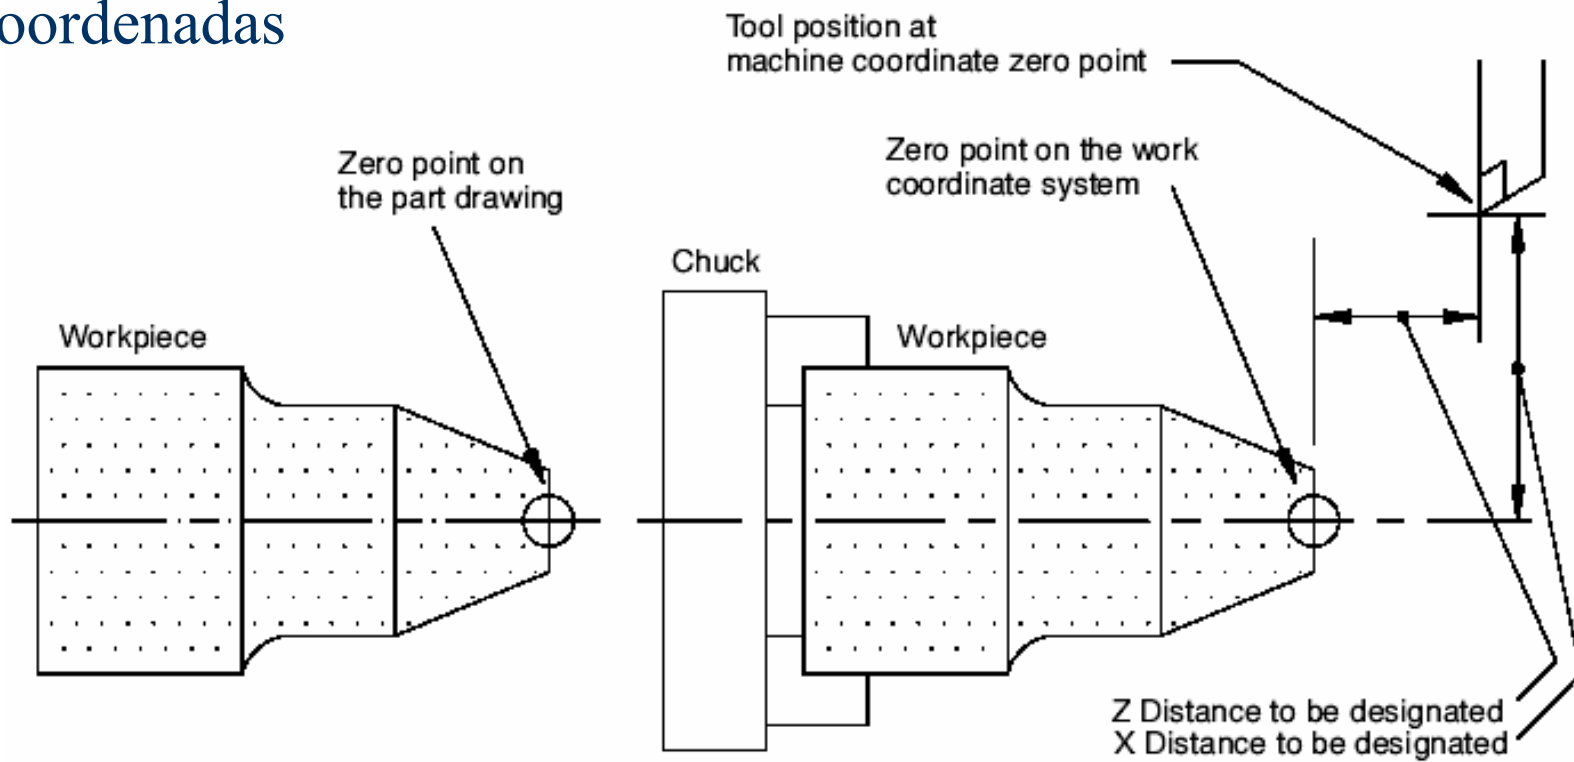 oordenadas
Tool position at
machine coordinate zero point
Zero point on
the part drawing
Zero point on the work
coordinate system
Chuck
Workpiece
Workpiece
Z Distance to be designated
X Distance to be designated